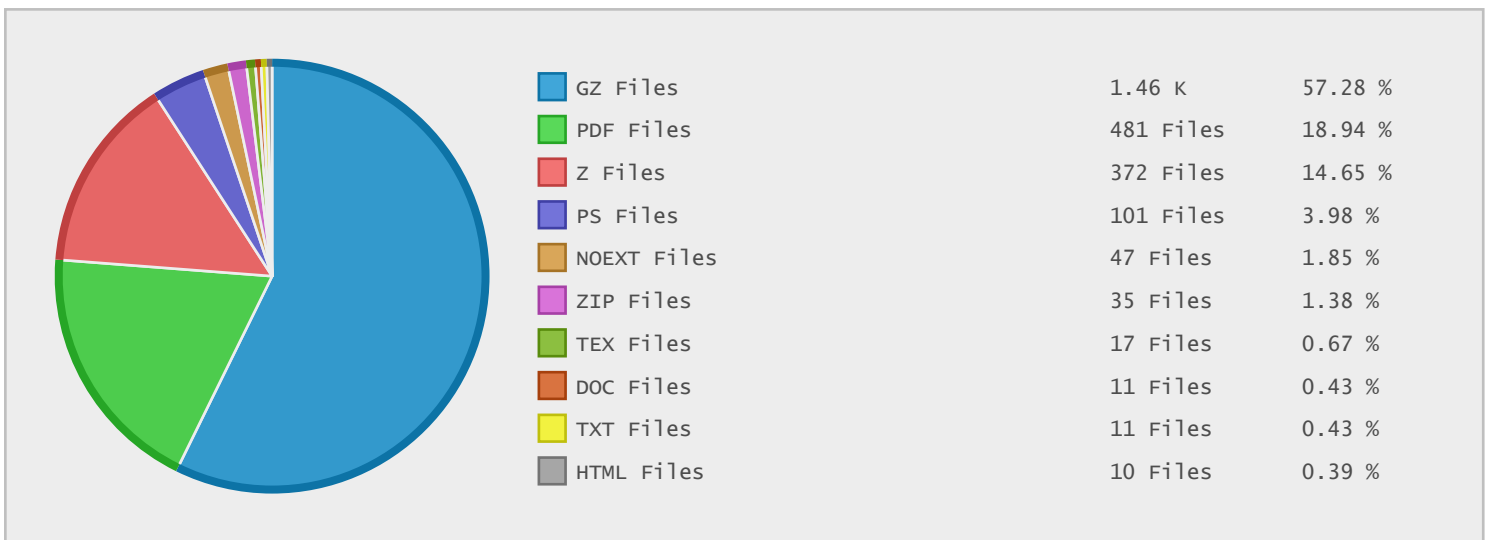 GZ Files 1.46 K 57.28 %
PDF Files 481 Files 18.94 %
Z Files 372 Files 14.65 %
PS Files 101 Files 3.98 %
NOEXT Files 47 Files 1.85 %
ZIP Files 35 Files 1.38 %
TEX Files 17 Files 0.67 %
DOC Files 11 Files 0.43 %
TXT Files 11 Files 0.43 %
HTML Files 10 Files 0.39 %